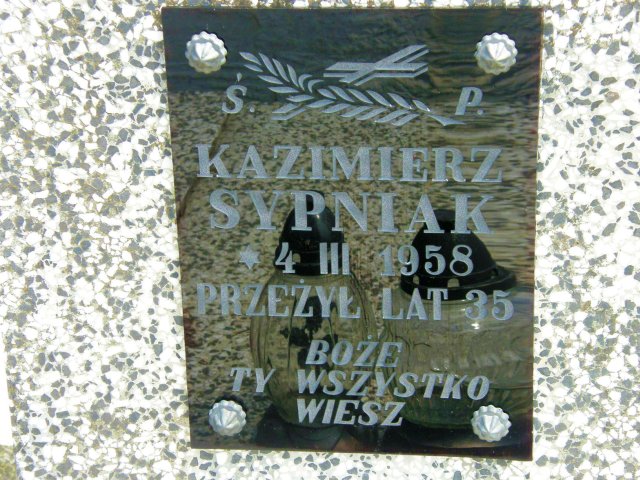 Ś. P.
KAZIMIERZ
SYPNIAK
* 4 III 1958
PRZEŻYŁ LAT 35
BOŻE
TY WSZYSTKO
WIESZ